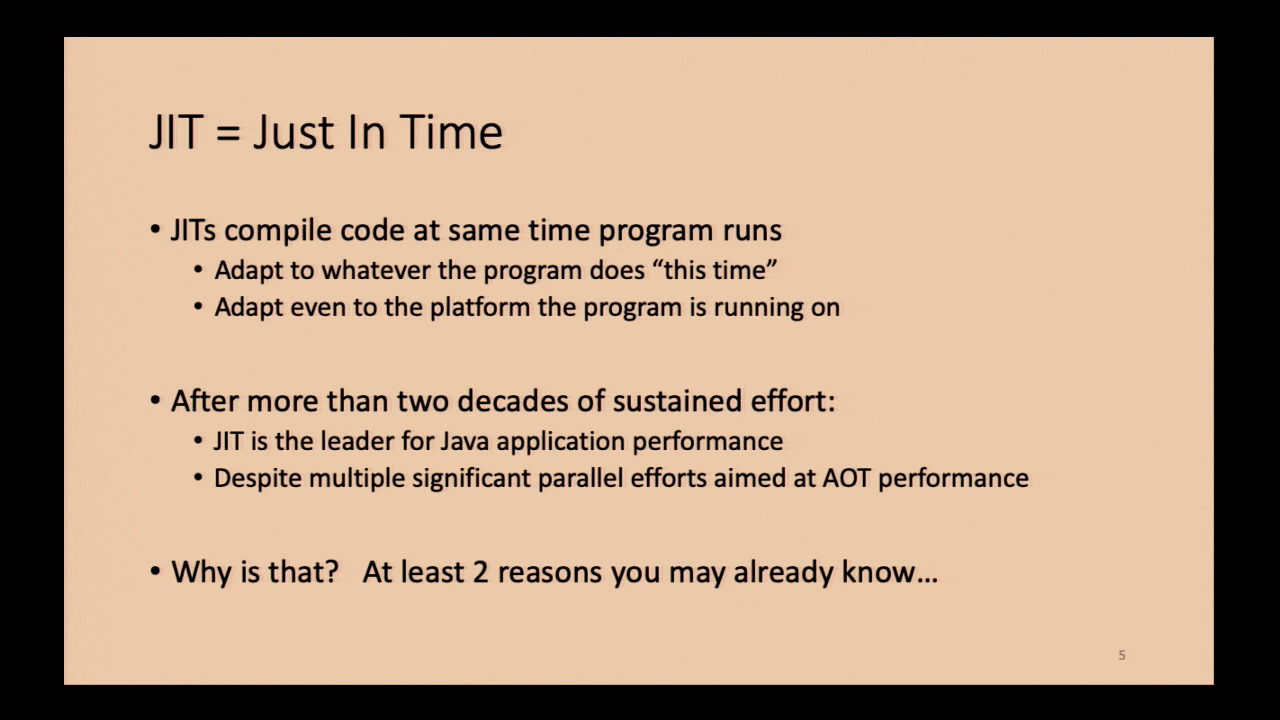 JIT = Just In Time
• JITs compile code at same time program runs
• Adapt to whatever the program does “this time”
• Adapt even to the platform the program is running on
• After more than two decades of sustained effort:
• JIT is the leader for Java application performance
• Despite multiple significant parallel efforts aimed at AOT performance
• Why is that?   At least 2 reasons you may already know…
5